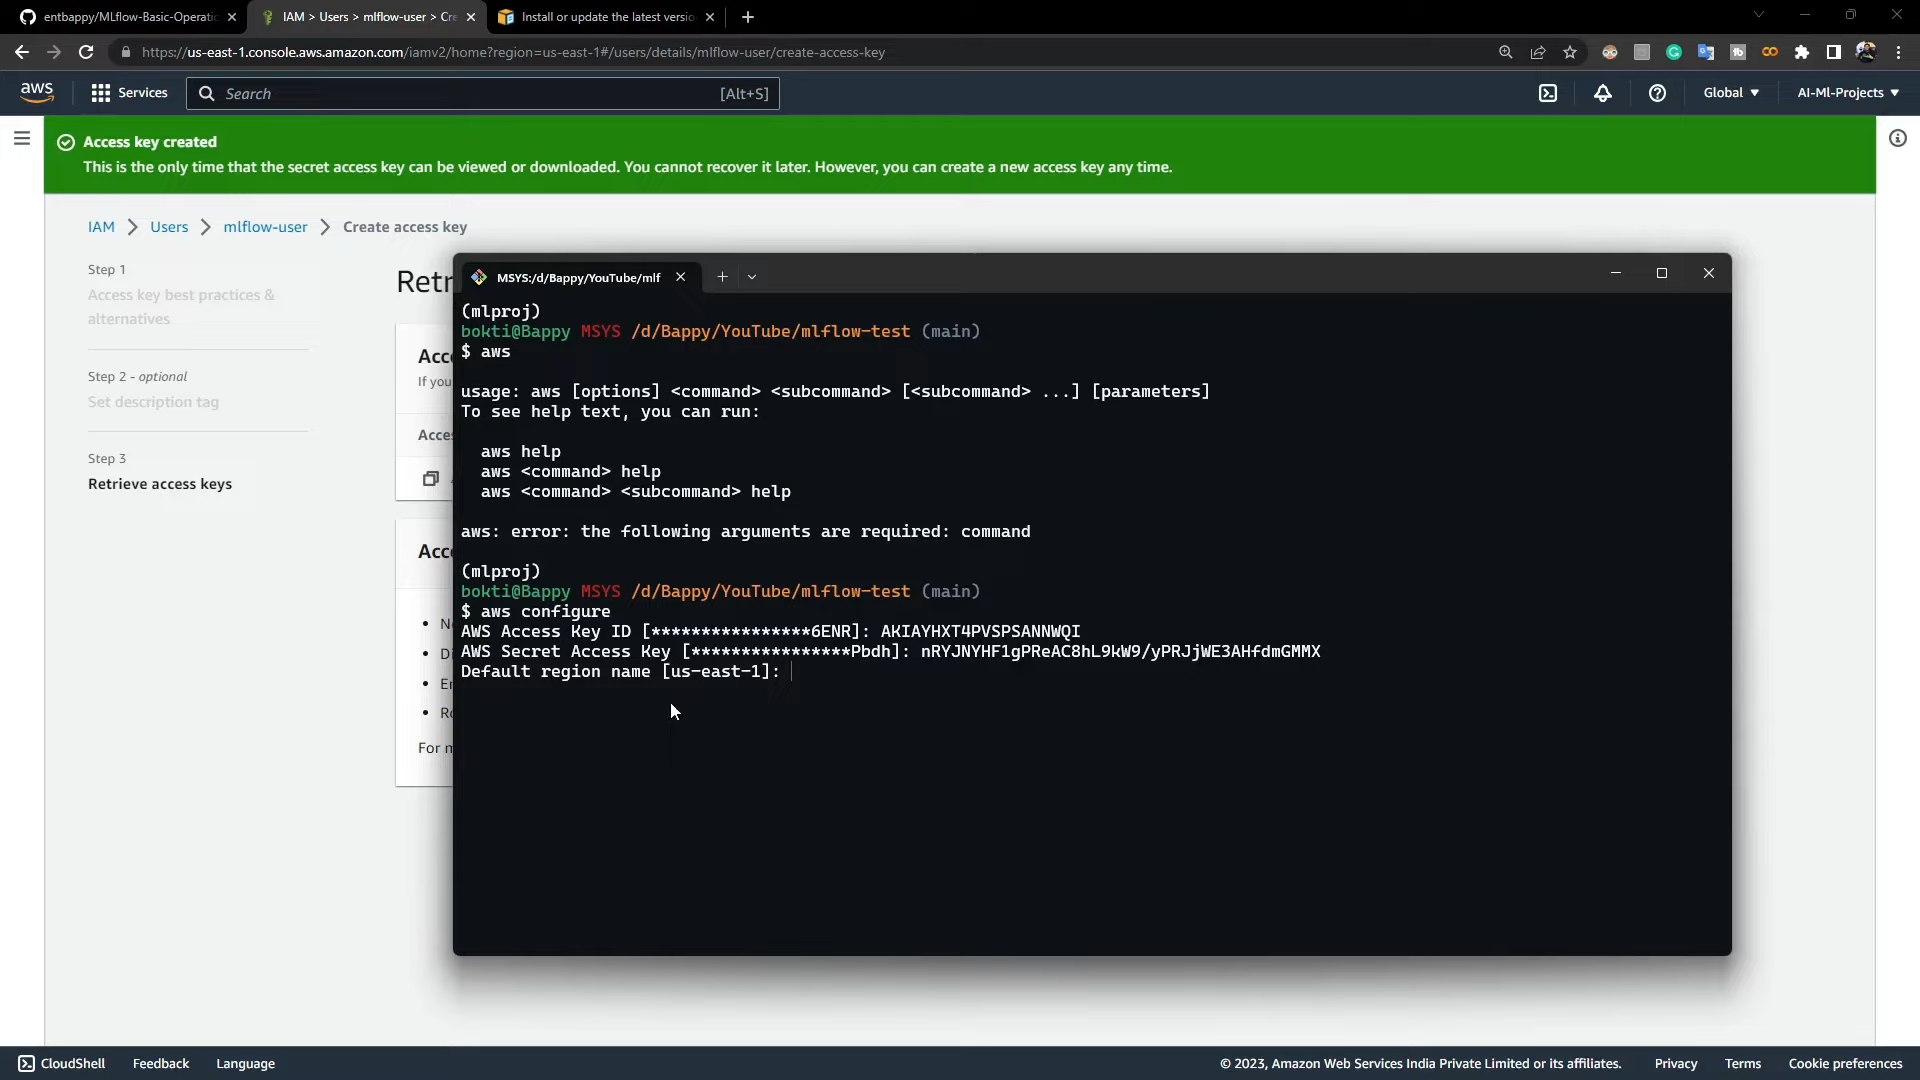 entbappy/MLflow-Basic-Operatic
IAM > Users > mlflow-user > Cre
Install or update the latest versio
https://us-east-1.console.aws.amazon.com/iamv2/home?region=us-east-1#/users/details/mlflow-user/create-access-key
aws
Services
Search
[Alt+S]
Global
AI-Ml-Projects
Access key created
This is the only time that the secret access key can be viewed or downloaded. You cannot recover it later. However, you can create a new access key any time.
IAM
Users
mlflow-user
Create access key
Step 1
Access key best practices &
alternatives
Step 2 - optional
Set description tag
Step 3
Retrieve access keys
Retr
Acce
If you
Acces
Acce
For m
MSYS:/d/Bappy/YouTube/mlf
(mlproj)
bokti@Bappy MSYS /d/Bappy/YouTube/mlflow-test (main)
$ aws
usage: aws [options] <command> <subcommand> [<subcommand> ...] [parameters]
To see help text, you can run:
aws help
aws <command> help
aws <command> <subcommand> help
aws: error: the following arguments are required: command
(mlproj)
bokti@Bappy MSYS /d/Bappy/YouTube/mlflow-test (main)
$ aws configure
AWS Access Key ID [****************6ENR]: AKIAYHXT4PVSPSANNWQI
AWS Secret Access Key [****************Pbdh]: 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
Default region name [us-east-1]:
CloudShell
Feedback
Language
© 2023, Amazon Web Services India Private Limited or its affiliates.
Privacy
Terms
Cookie preferences